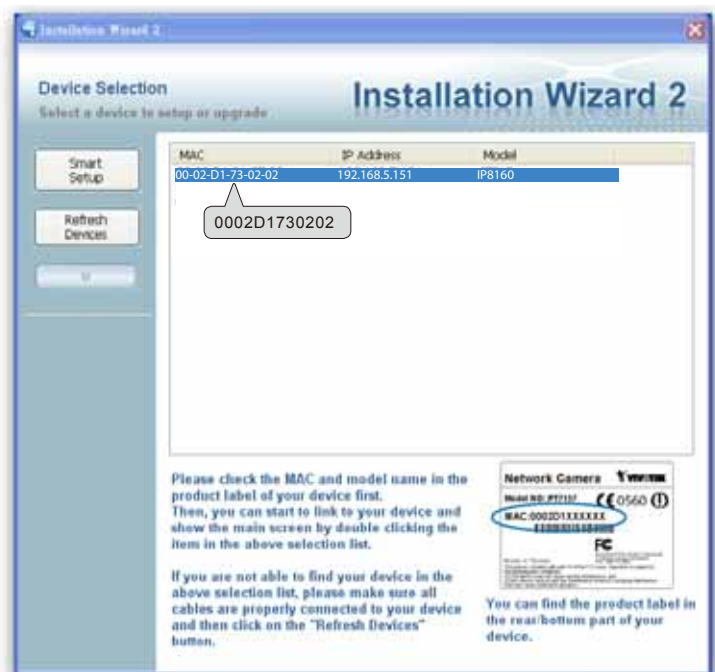 Installation Wizard 2
Device Selection
Select a device to setup or upgrade
Installation Wizard 2
Smart
Setup
Refresh
Devices
MAC IP Address Model
00-02-D1-73-02-02 192.168.5.151 IP8160
0002D1730202
Please check the MAC and model name in the
product label of your device first.
Then, you can start to link to your device and
show the main screen by double clicking the
item in the above selection list.
If you are not able to find your device in the
above selection list, please make sure all
cables are properly connected to your device
and then click on the "Refresh Devices"
button.
Network Camera VIVOTEK
CE0560
MAC:0002D1XXXXXX
FC
You can find the product label in
the rear/bottom part of your
device.